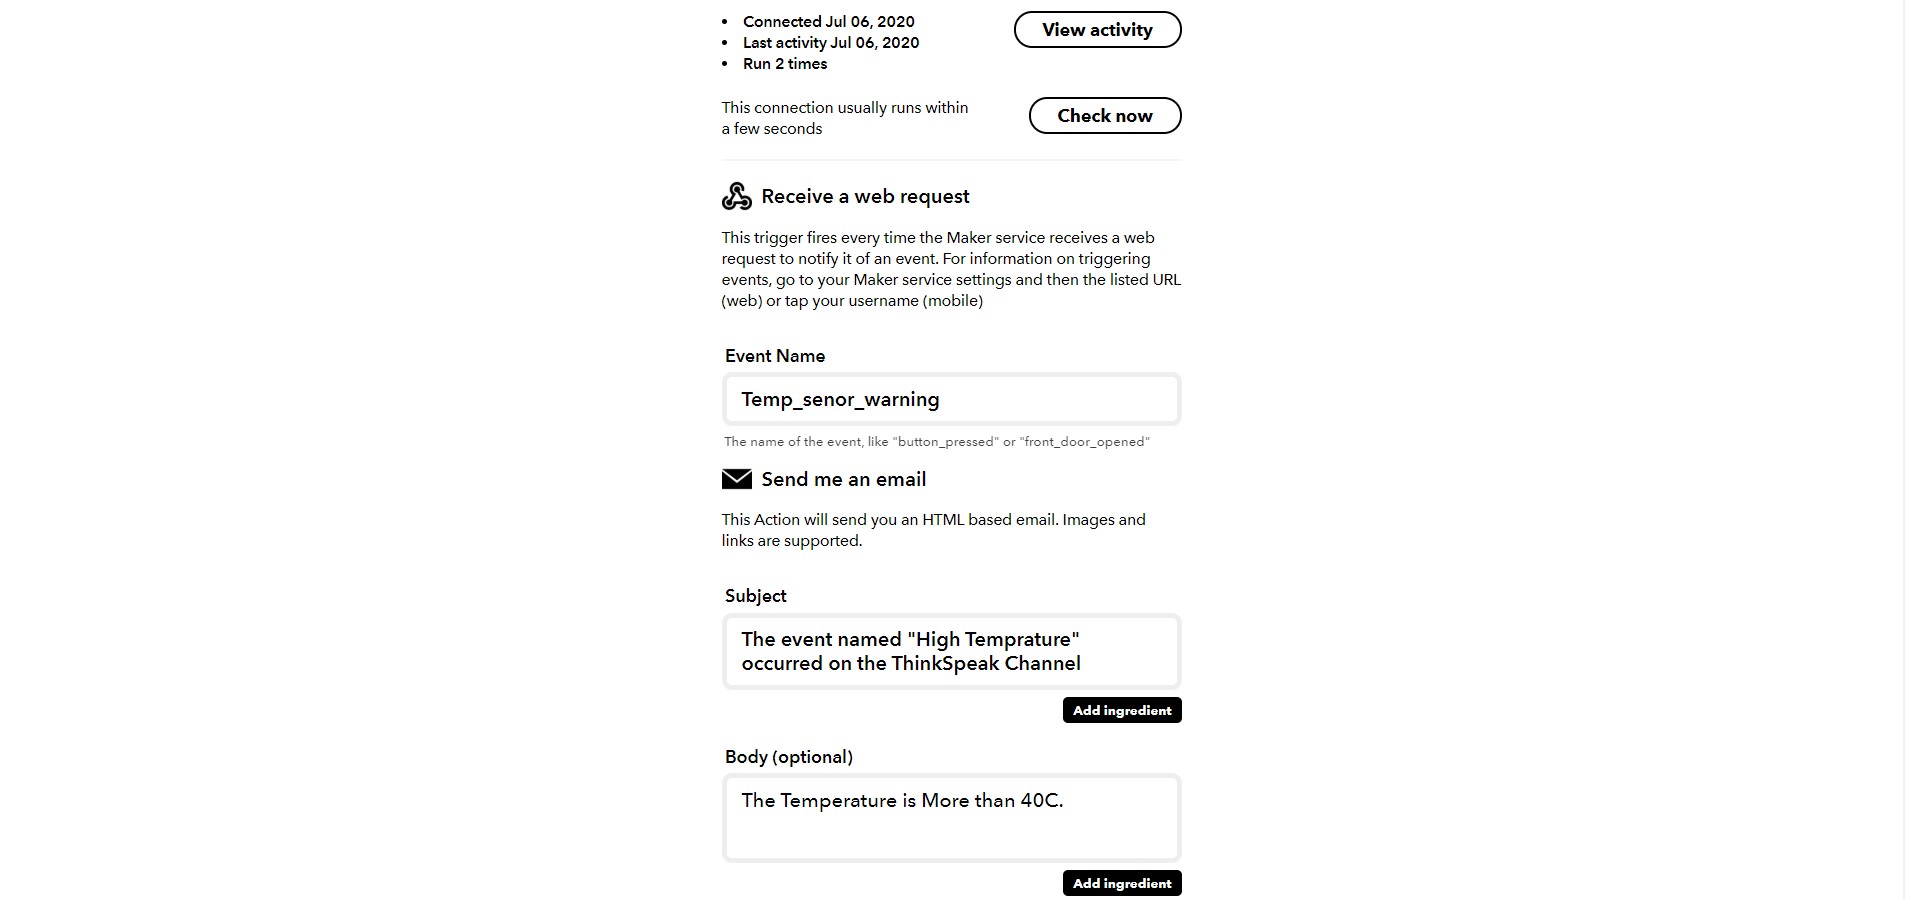 • Connected Jul 06, 2020
• Last activity Jul 06, 2020
• Run 2 times
View activity
This connection usually runs within
a few seconds
Check now
Receive a web request
This trigger fires every time the Maker service receives a web
request to notify it of an event. For information on triggering
events, go to your Maker service settings and then the listed URL
(web) or tap your username (mobile)
Event Name
Temp_senor_warning
The name of the event, like "button_pressed" or "front_door_opened"
Send me an email
This Action will send you an HTML based email. Images and
links are supported.
Subject
The event named "High Temprature"
occurred on the ThinkSpeak Channel
Add ingredient
Body (optional)
The Temperature is More than 40C.
Add ingredient